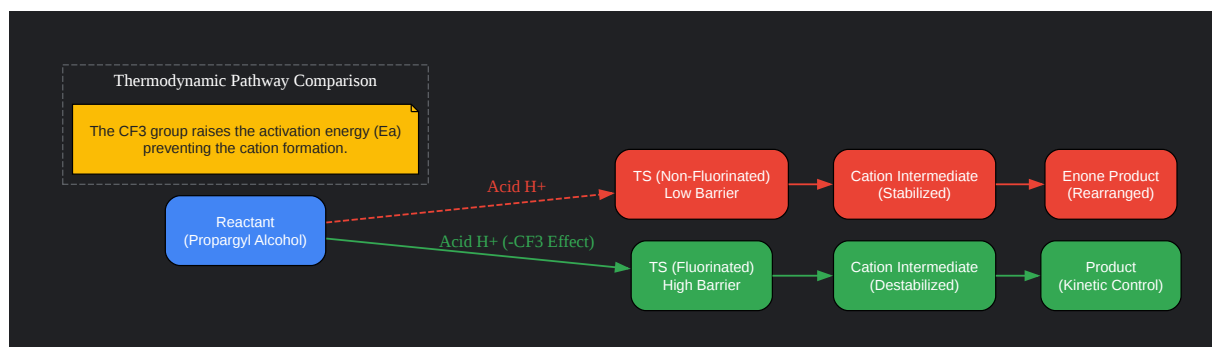 Thermodynamic Pathway Comparison
The CF3 group raises the activation energy (Ea)
preventing the cation formation.
Reactant
(Propargyl Alcohol)
Acid H+
Acid H+ (-CF3 Effect)
TS (Non-Fluorinated)
Low Barrier
Cation Intermediate
(Stabilized)
Enone Product
(Rearranged)
TS (Fluorinated)
High Barrier
Cation Intermediate
(Destabilized)
Product
(Kinetic Control)